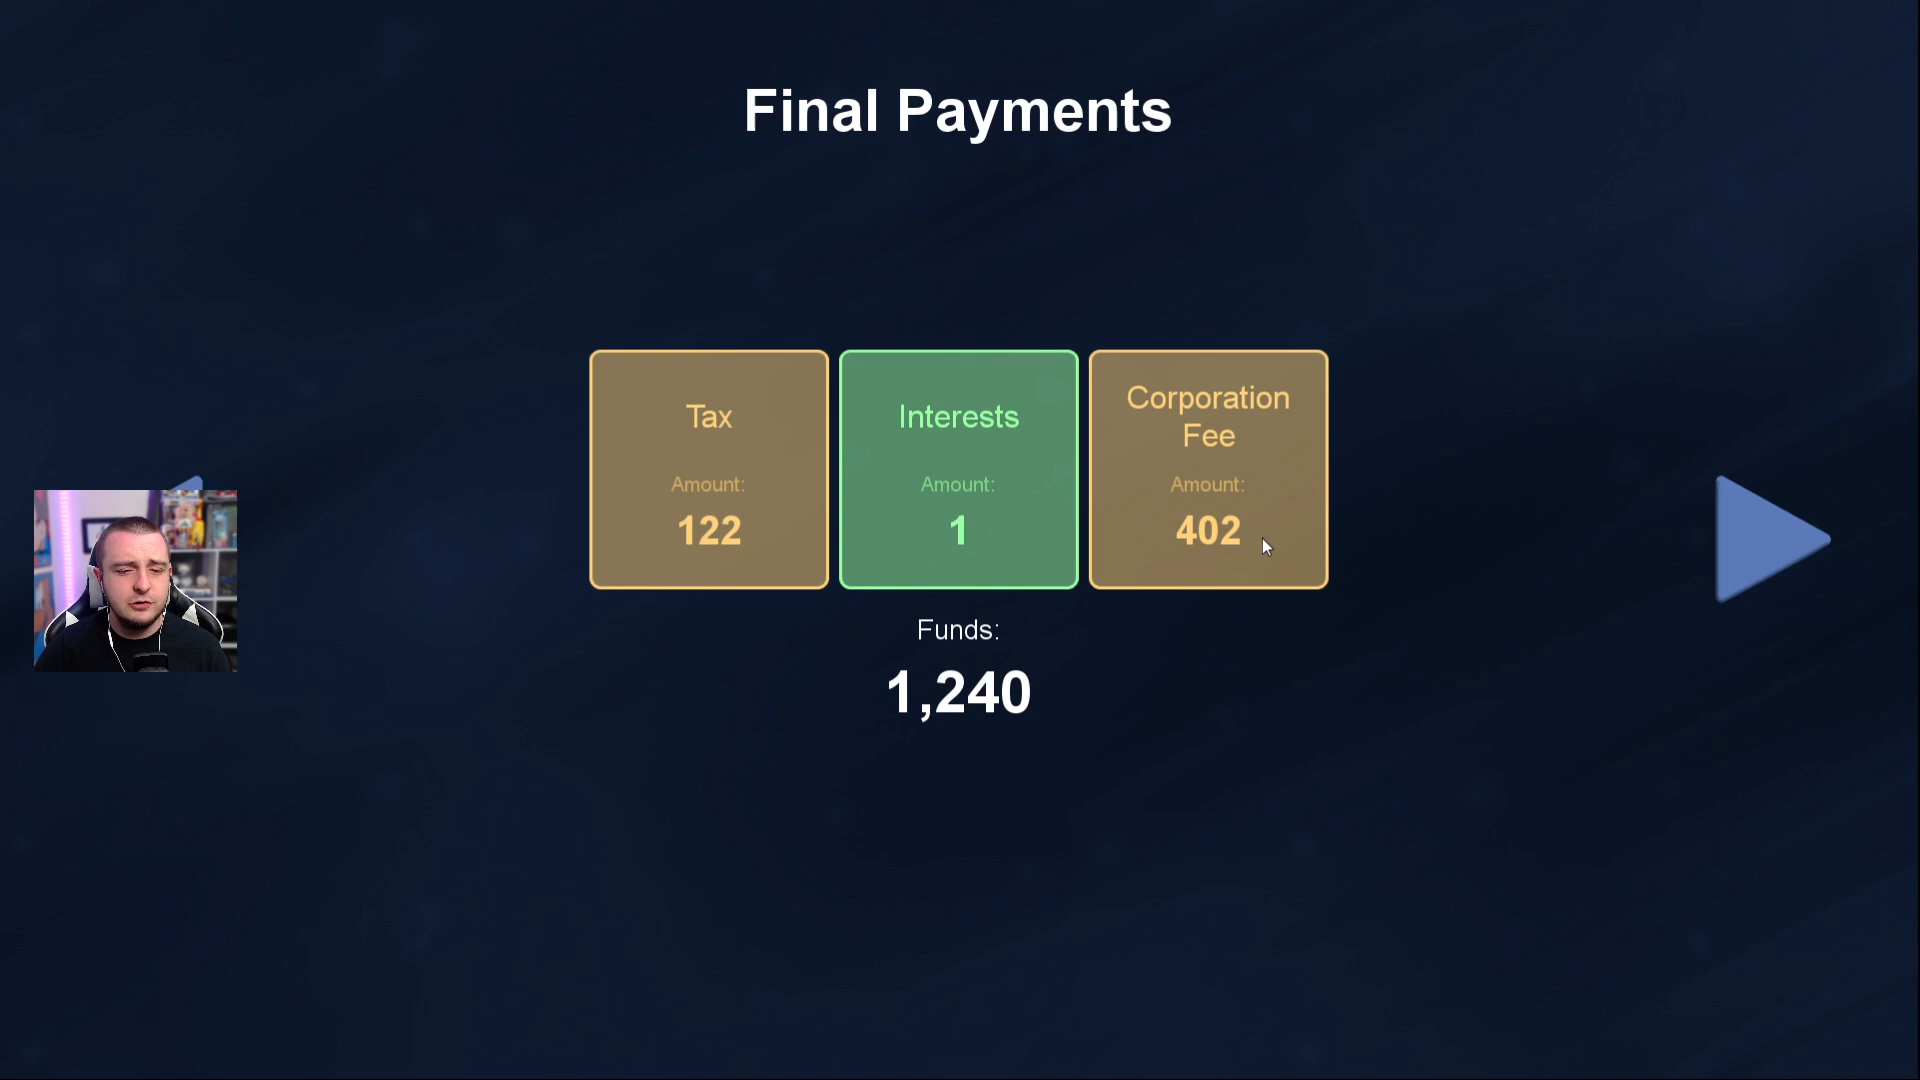 Final Payments
Tax
Amount:
122
Interests
Amount:
1
Corporation
Fee
Amount:
402
Funds:
1,240